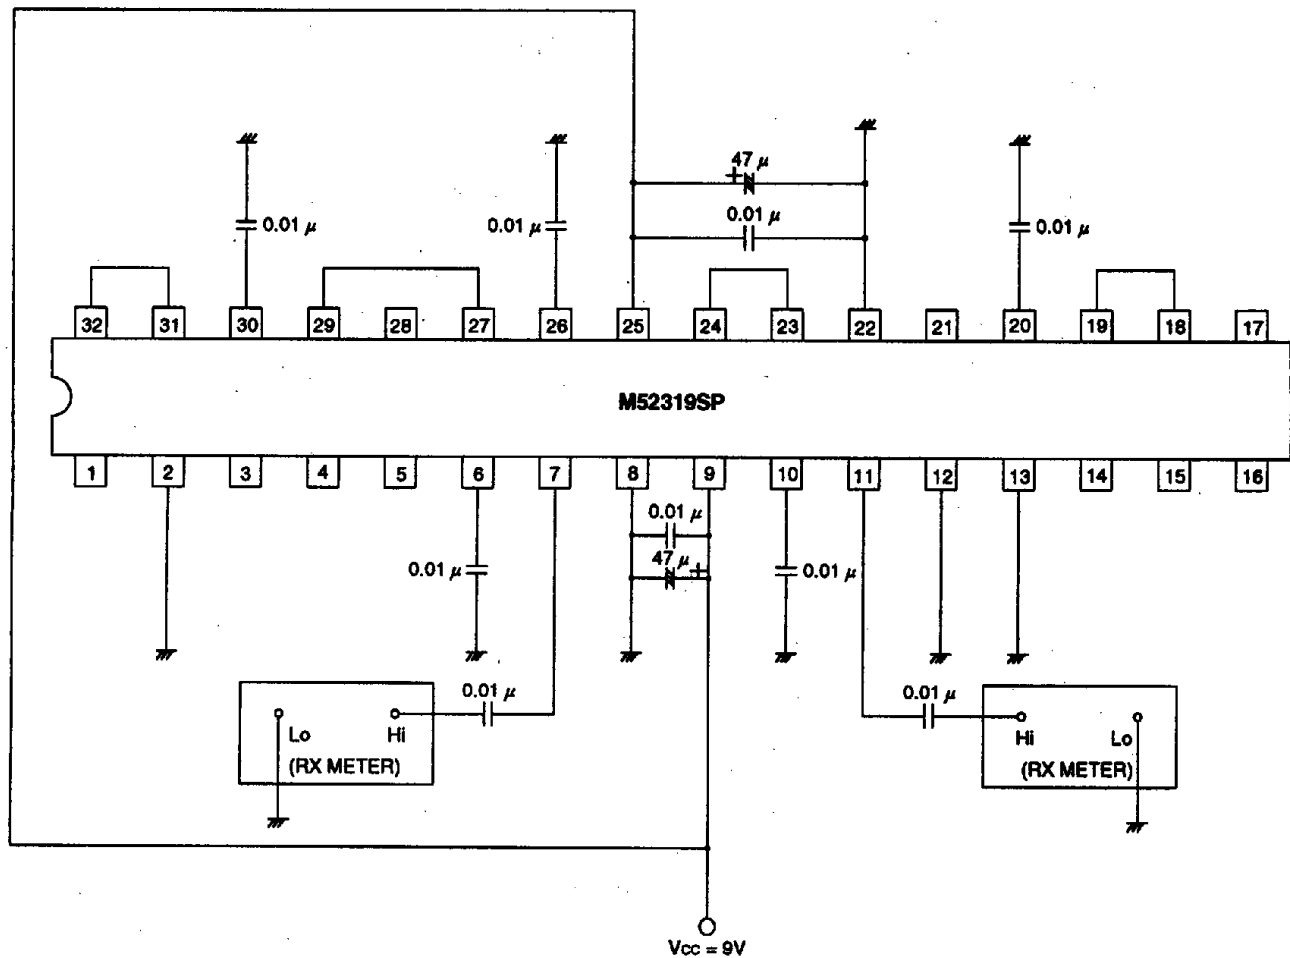 47 μ
+
0.01 μ
0.01 μ
0.01 μ
0.01 μ
32 31 30 29 28 27 26 25 24 23 22 21 20 19 18 17
M52319SP
1 2 3 4 5 6 7 8 9 10 11 12 13 14 15 16
0.01 μ
47 μ
+
0.01 μ
0.01 μ
0.01 μ
0.01 μ
Lo Hi
(RX METER)
Hi Lo
(RX METER)
Vcc = 9V